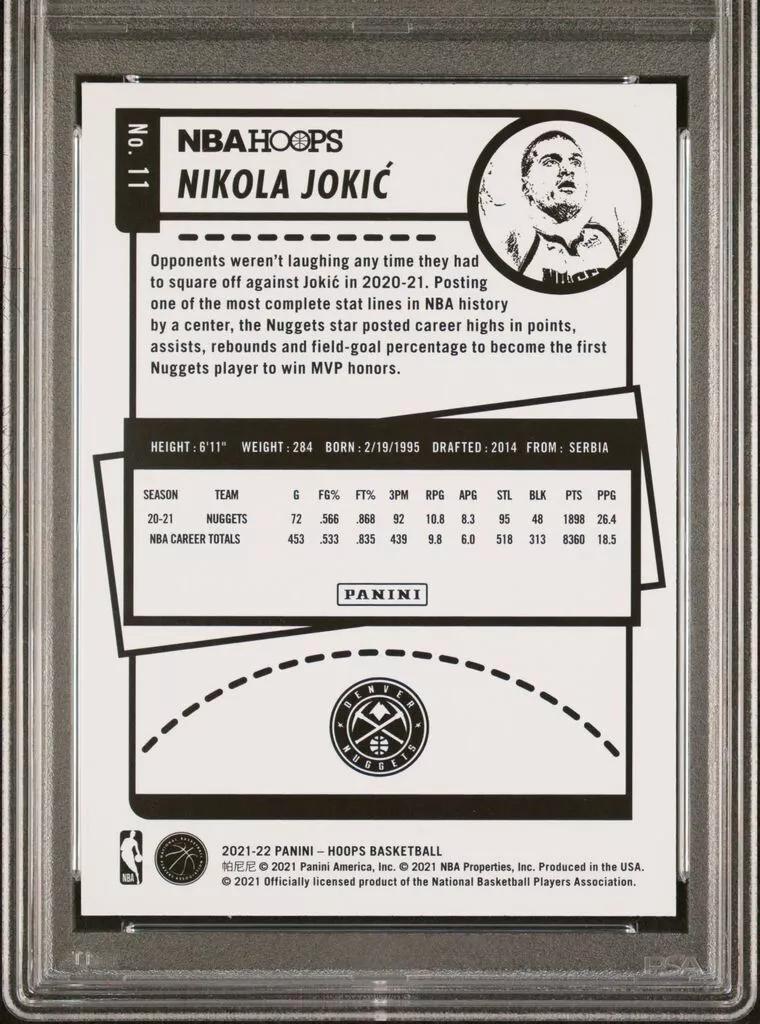 No. 11
NBA HOOPS
NIKOLA JOKIĆ
Opponents weren't laughing any time they had
to square off against Jokić in 2020-21. Posting
one of the most complete stat lines in NBA history
by a center, the Nuggets star posted career highs in points,
assists, rebounds and field-goal percentage to become the first
Nuggets player to win MVP honors.
HEIGHT: 6'11" WEIGHT: 284 BORN: 2/19/1995 DRAFTED: 2014 FROM: SERBIA
SEASON TEAM G FG% FT% 3PM RPG APG STL BLK PTS PPG
20-21 NUGGETS 72 .566 .868 92 10.8 8.3 95 48 1898 26.4
NBA CAREER TOTALS 453 .533 .835 439 9.8 6.0 518 313 8360 18.5
PANINI
DENVER
NUGGETS
NBA
2021-22 PANINI – HOOPS BASKETBALL
帕尼尼 © 2021 Panini America, Inc. © 2021 NBA Properties, Inc. Produced in the USA.
© 2021 Officially licensed product of the National Basketball Players Association.
PSA